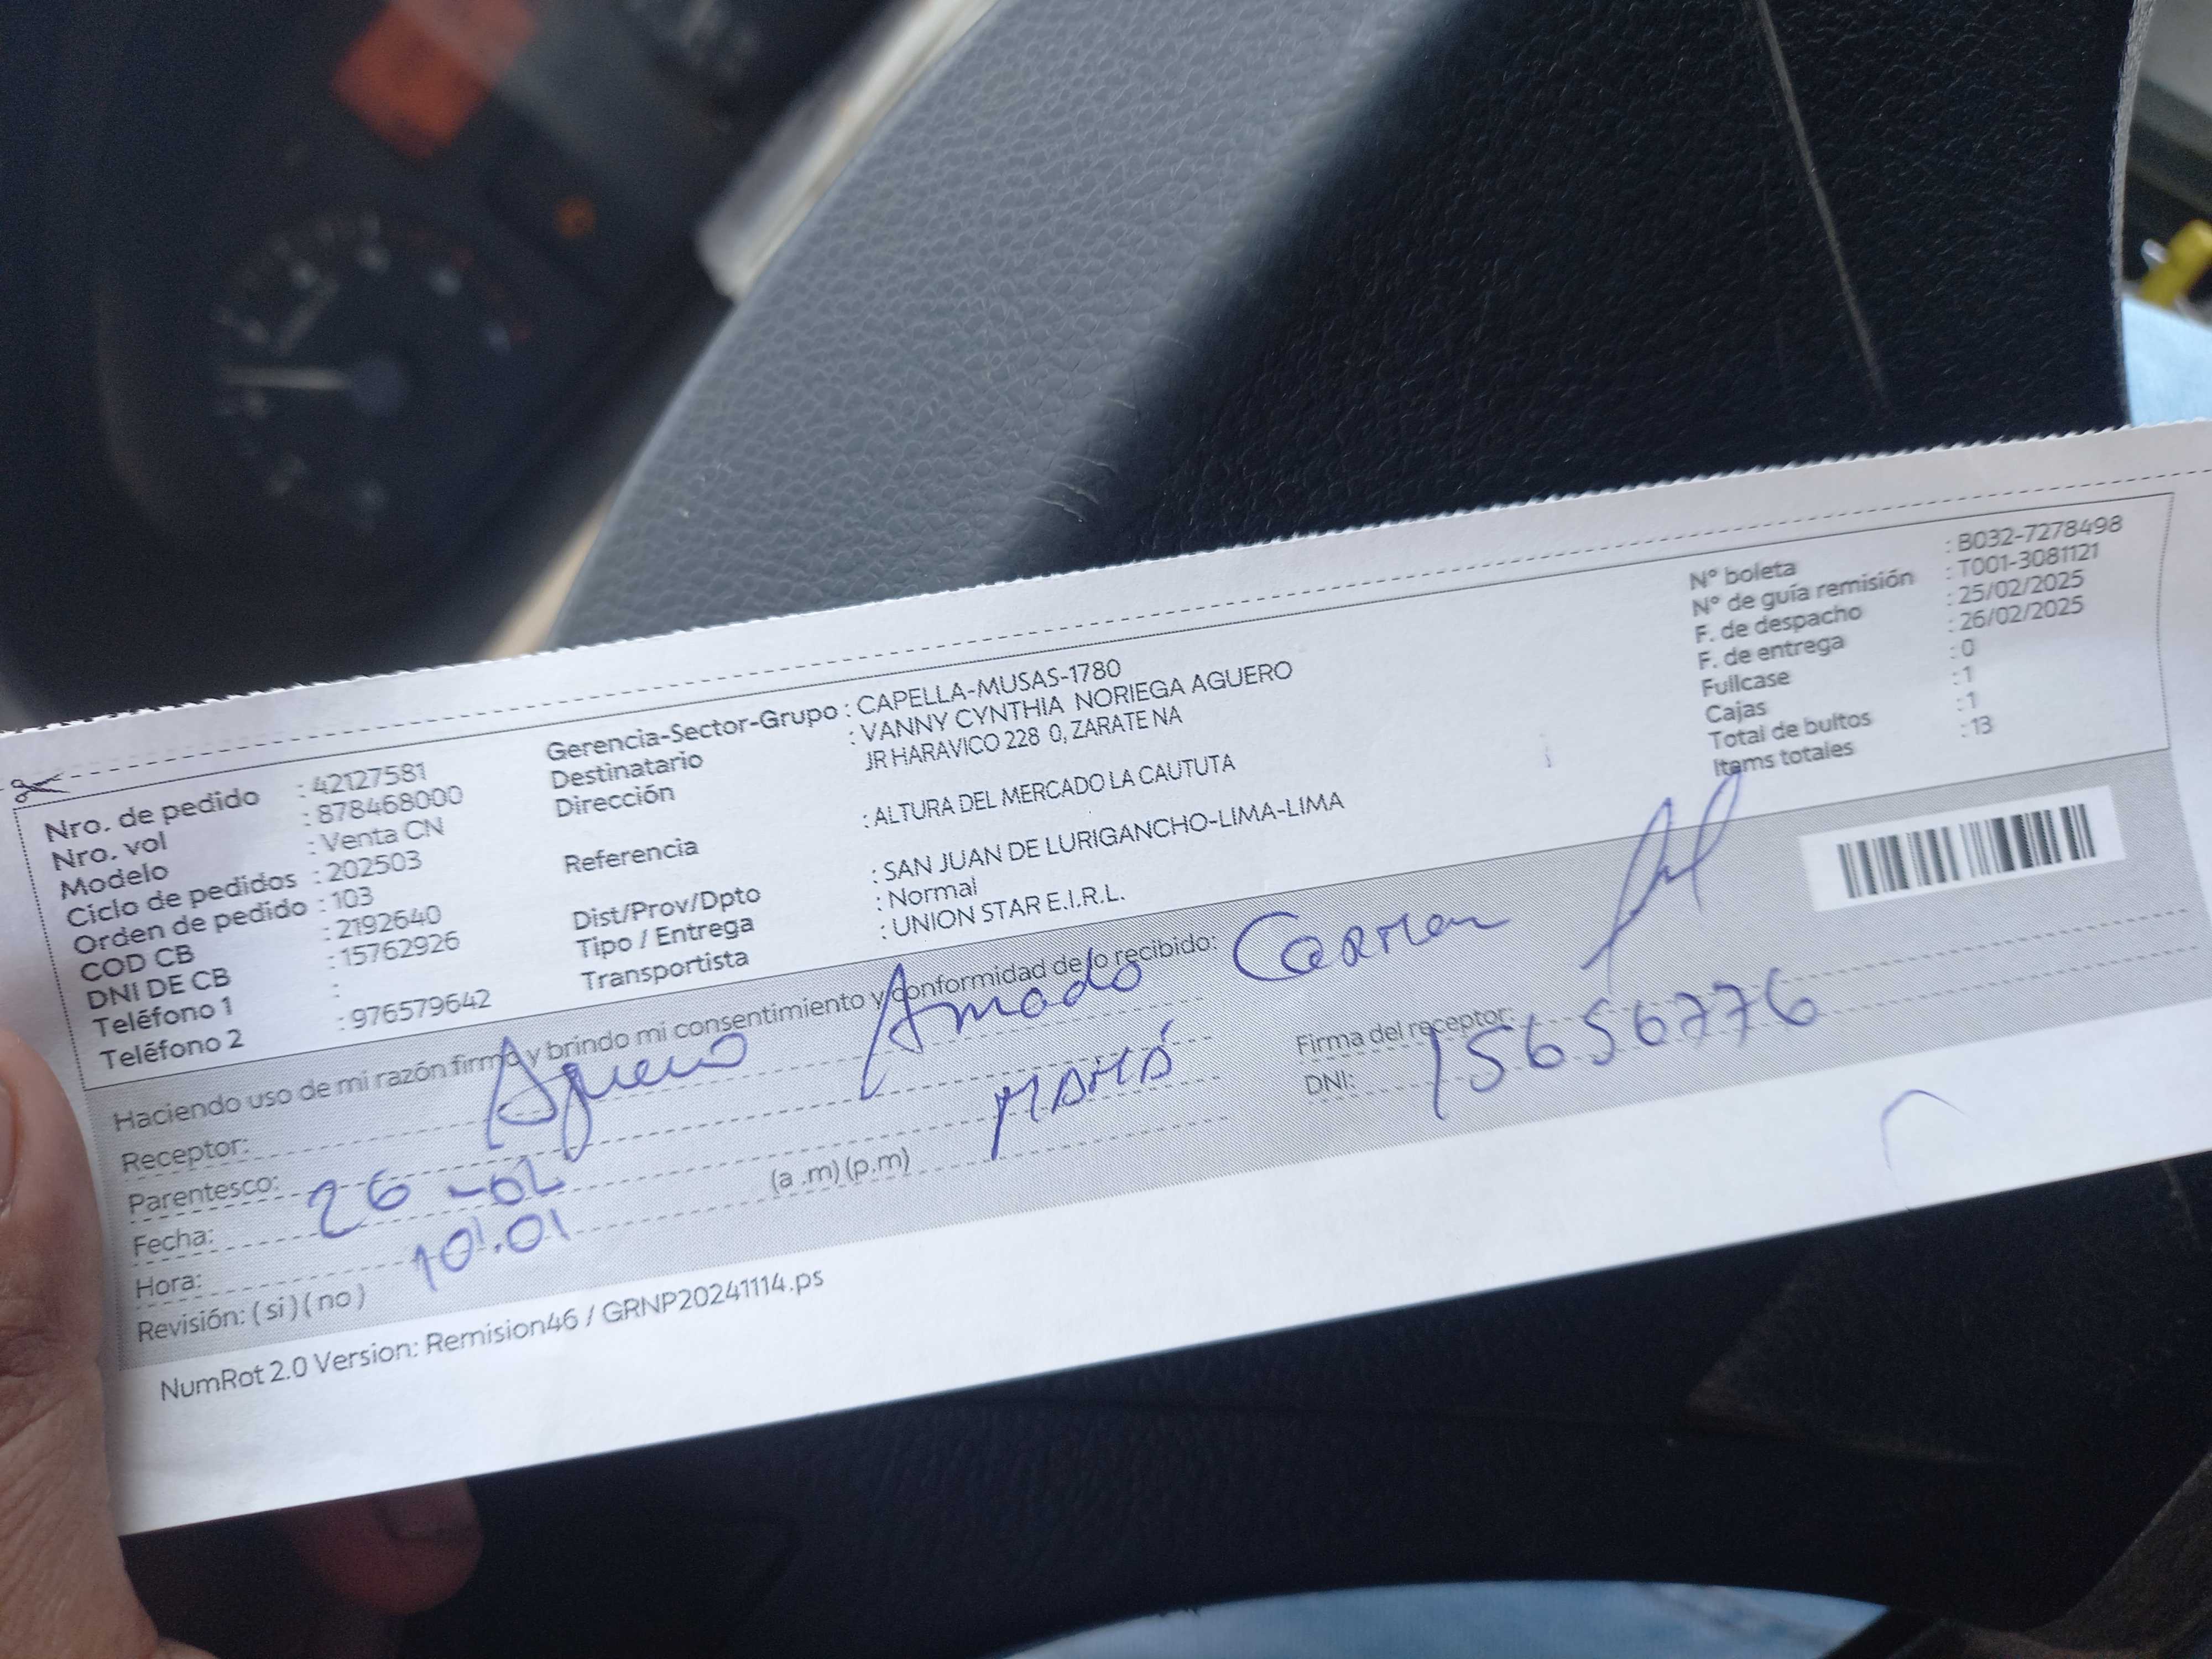 Nro. de pedido : 42127581
Nro. vol : 878468000
Modelo : Venta CN
Ciclo de pedidos : 202503
Orden de pedido : 103
COD CB : 2192640
DNI DE CB : 15762926
Teléfono 1 :
Teléfono 2 : 976579642
Gerencia-Sector-Grupo : CAPELLA-MUSAS-1780
Destinatario : VANNY CYNTHIA NORIEGA AGUERO
Dirección JR HARAVICO 228 0, ZARATE NA
Referencia : ALTURA DEL MERCADO LA CAUTUTA
Dist/Prov/Dpto : SAN JUAN DE LURIGANCHO-LIMA-LIMA
Tipo / Entrega : Normal
Transportista : UNION STAR E.I.R.L.
N° boleta : B032-7278498
N° de guía remisión : T001-3081121
F. de despacho : 25/02/2025
F. de entrega : 26/02/2025
Fullcase : 0
Cajas : 1
Total de bultos : 1
Items totales : 13
Haciendo uso de mi razón firmo y brindo mi consentimiento y conformidad de lo recibido:
Receptor: Aguero Amado Carmen
Parentesco: MAMÁ
Fecha: 26-02
Hora: 10:01 (a .m) (p.m)
Revisión: ( si ) ( no )
Firma del receptor:
DNI: 15656776
NumRot 2.0 Version: Remision46 / GRNP20241114.ps